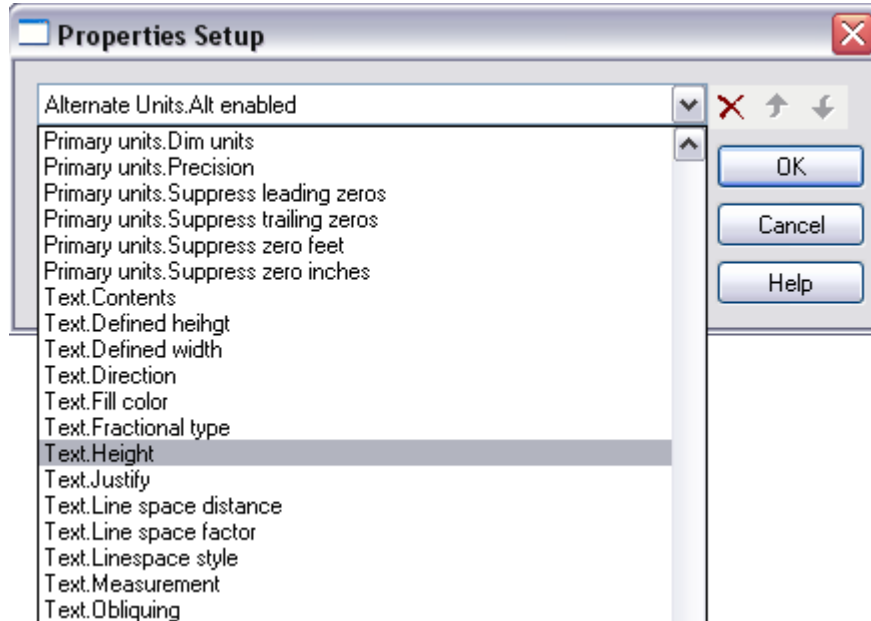 Properties Setup
Alternate Units.Alt enabled
Primary units.Dim units
Primary units.Precision
Primary units.Suppress leading zeros
Primary units.Suppress trailing zeros
Primary units.Suppress zero feet
Primary units.Suppress zero inches
Text.Contents
Text.Defined heihgt
Text.Defined width
Text.Direction
Text.Fill color
Text.Fractional type
Text.Height
Text.Justify
Text.Line space distance
Text.Line space factor
Text.Linespace style
Text.Measurement
Text.Obliquing
OK
Cancel
Help